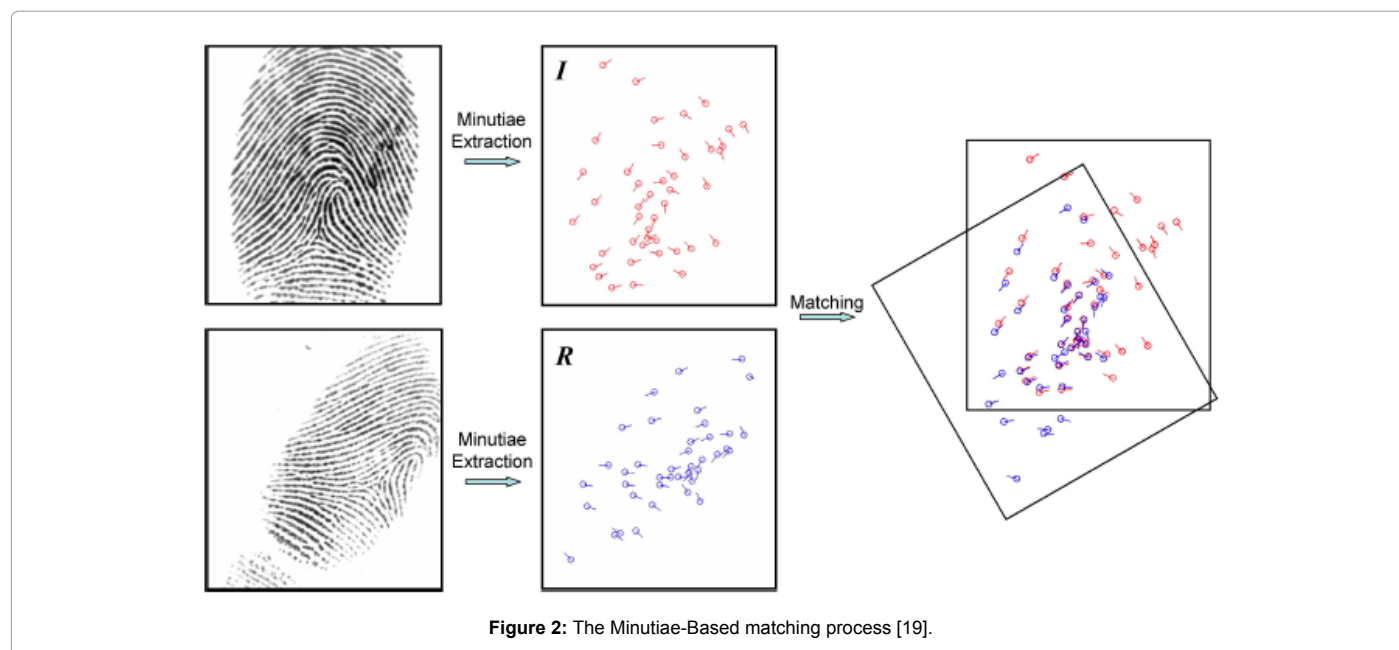 Minutiae
Extraction
I
Matching
Minutiae
Extraction
R
Figure 2: The Minutiae-Based matching process [19].